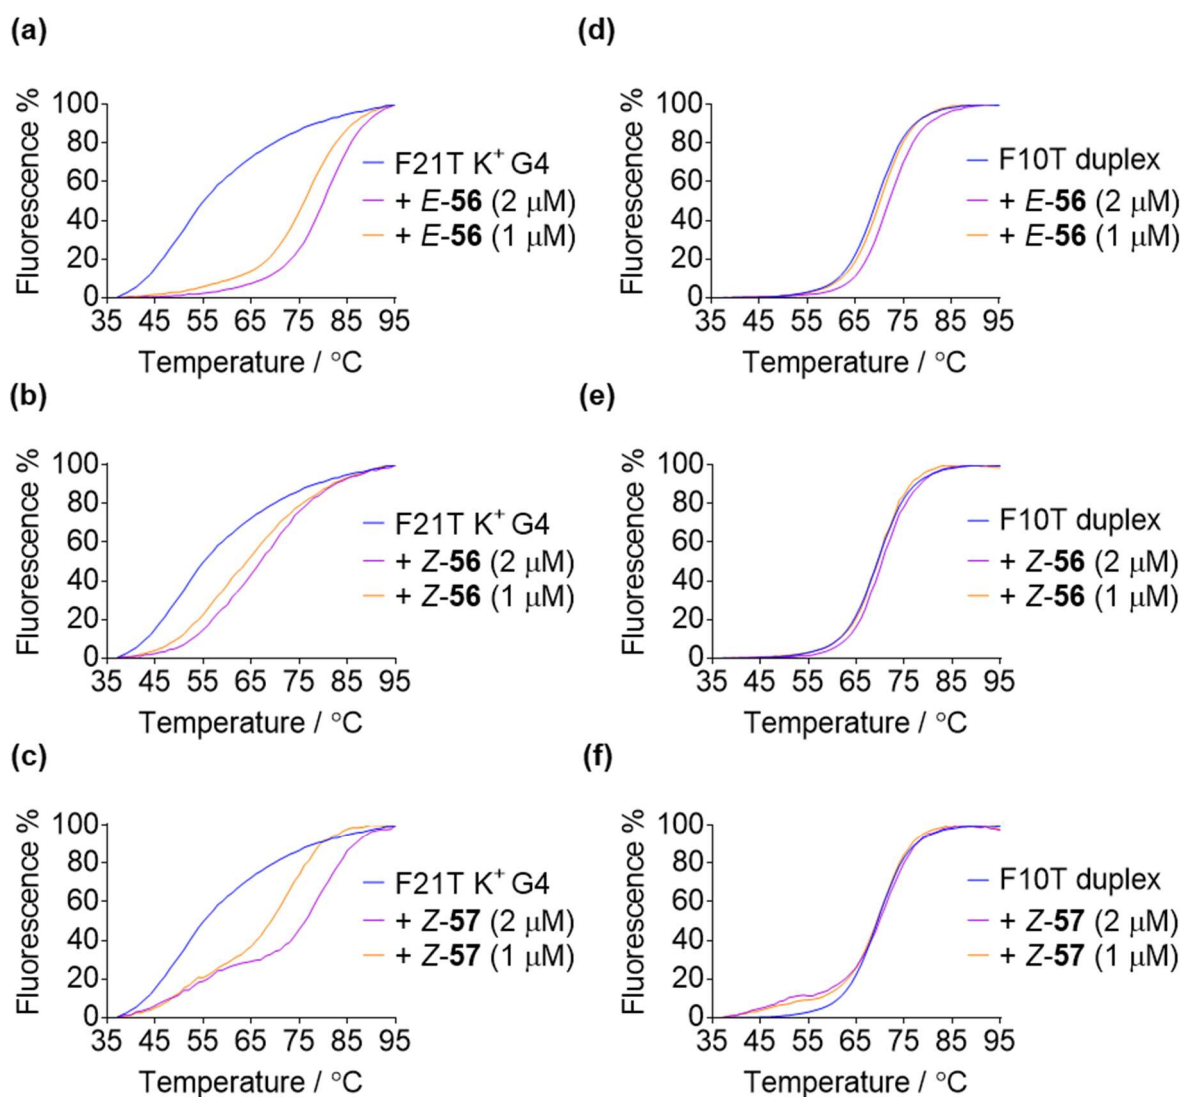 (a)
Fluorescence %
100
80
60
40
20
0
35 45 55 65 75 85 95
Temperature / °C
F21T K⁺ G4
+ E-56 (2 µM)
+ E-56 (1 µM)
(d)
Fluorescence %
100
80
60
40
20
0
35 45 55 65 75 85 95
Temperature / °C
F10T duplex
+ E-56 (2 µM)
+ E-56 (1 µM)
(b)
Fluorescence %
100
80
60
40
20
0
35 45 55 65 75 85 95
Temperature / °C
F21T K⁺ G4
+ Z-56 (2 µM)
+ Z-56 (1 µM)
(e)
Fluorescence %
100
80
60
40
20
0
35 45 55 65 75 85 95
Temperature / °C
F10T duplex
+ Z-56 (2 µM)
+ Z-56 (1 µM)
(c)
Fluorescence %
100
80
60
40
20
0
35 45 55 65 75 85 95
Temperature / °C
F21T K⁺ G4
+ Z-57 (2 µM)
+ Z-57 (1 µM)
(f)
Fluorescence %
100
80
60
40
20
0
35 45 55 65 75 85 95
Temperature / °C
F10T duplex
+ Z-57 (2 µM)
+ Z-57 (1 µM)